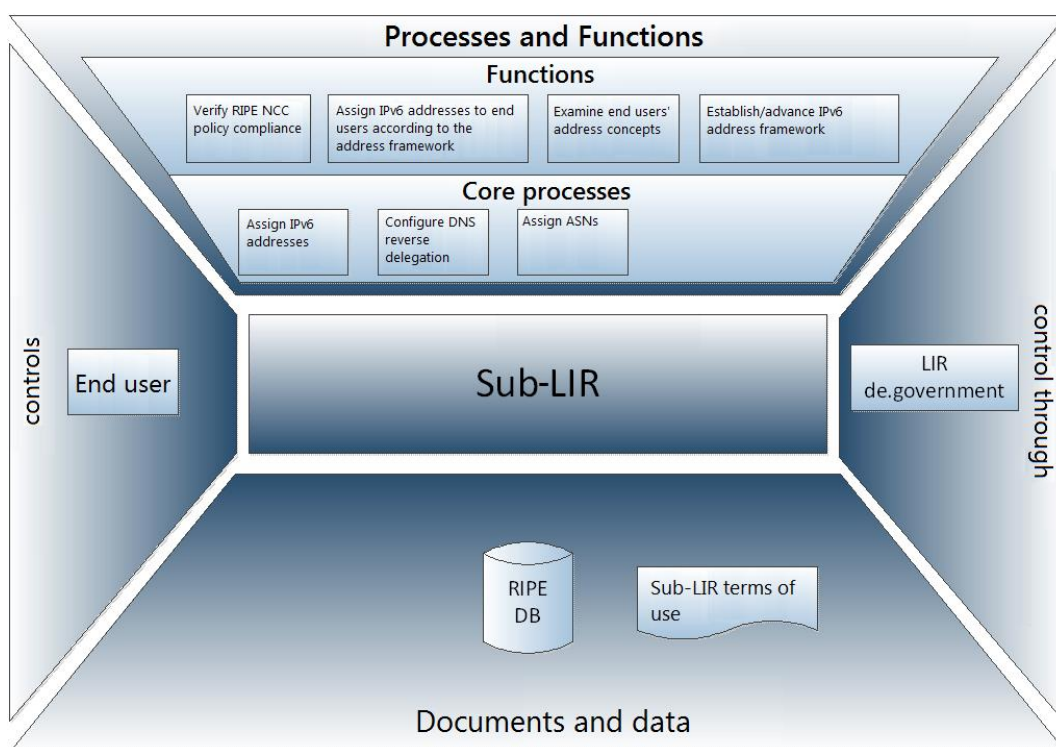 Processes and Functions
Functions
Verify RIPE NCC
policy compliance
Assign IPv6 addresses to end
users according to the
address framework
Examine end users'
address concepts
Establish/advance IPv6
address framework
Core processes
Assign IPv6
addresses
Configure DNS
reverse
delegation
Assign ASNs
controls
End user
Sub-LIR
LIR
de.government
control through
RIPE
DB
Sub-LIR terms of
use
Documents and data